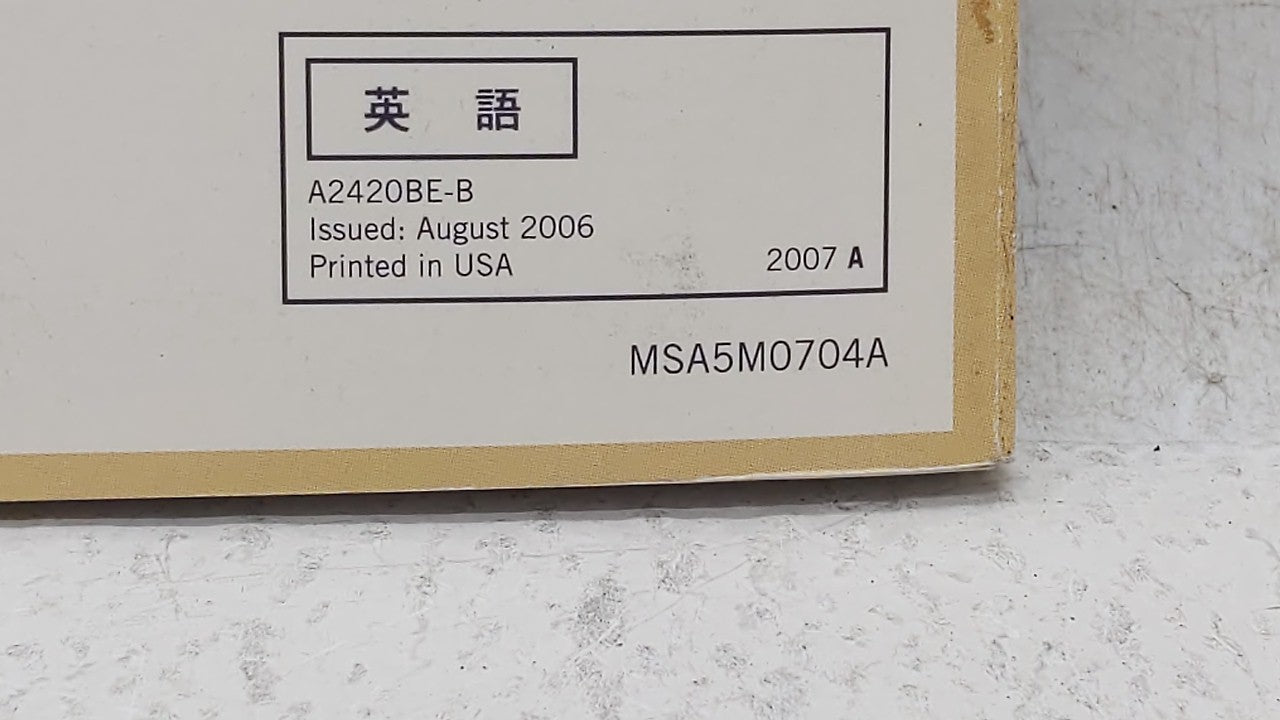 英 語
A2420BE-B
Issued: August 2006
Printed in USA
2007 A
MSA5M0704A